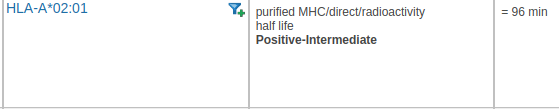 HLA-A*02:01
purified MHC/direct/radioactivity
half life
Positive-Intermediate
= 96 min